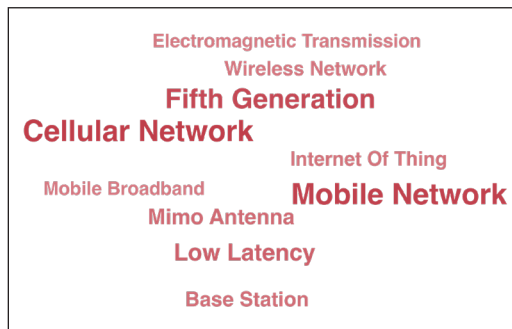 Electromagnetic Transmission
Wireless Network
Fifth Generation
Cellular Network
Internet Of Thing
Mobile Broadband
Mobile Network
Mimo Antenna
Low Latency
Base Station